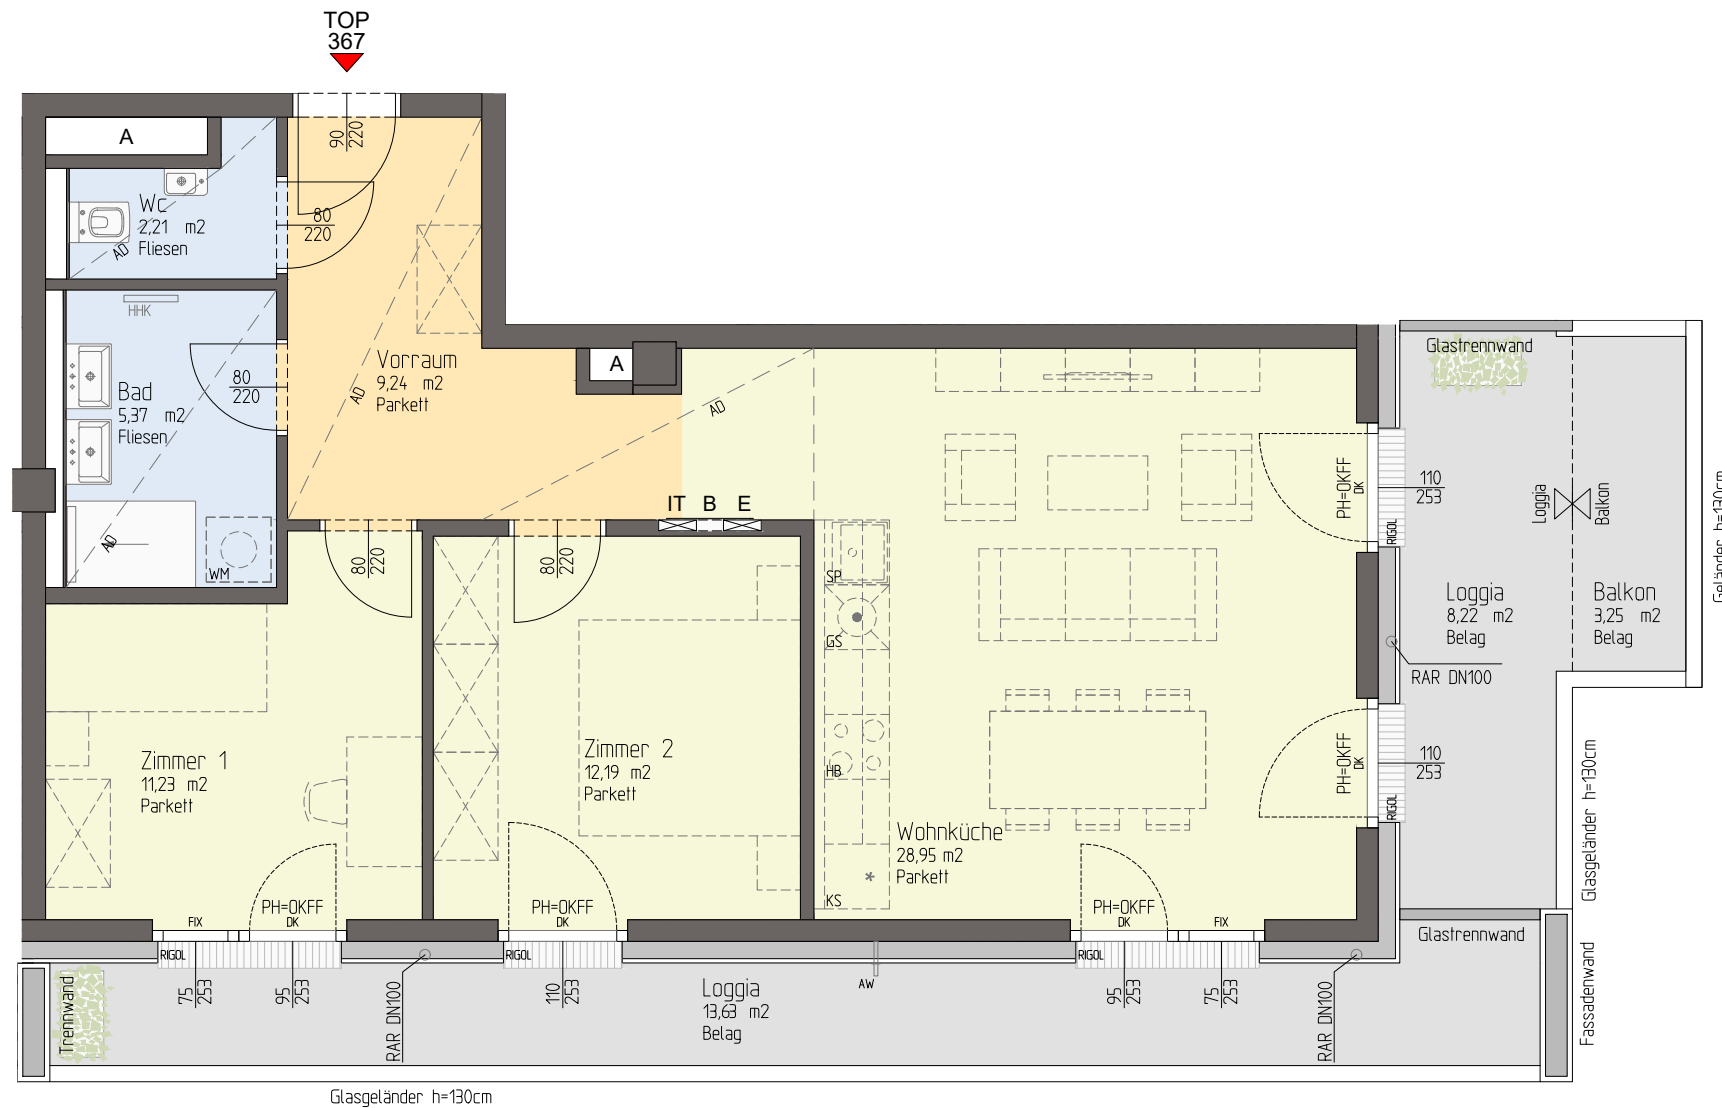 TOP
367
A
90
220
Wc
2,21 m2
Fliesen
AD
80
220
HHK
Bad
5,37 m2
Fliesen
80
220
AD
WM
Vorraum
9,24 m2
Parkett
AD
A
AD
IT B E
80
220
80
220
Zimmer 1
11,23 m2
Parkett
Zimmer 2
12,19 m2
Parkett
SP
GS
HB
KS
Wohnküche
28,95 m2
Parkett
*
PH=OKFF
DK
RIGOL
110
253
PH=OKFF
DK
RIGOL
110
253
Glastrennwand
Loggia
Balkon
Loggia
8,22 m2
Belag
Balkon
3,25 m2
Belag
RAR DN100
Geländer h=130cm
Glasgeländer h=130cm
Glastrennwand
Fassadenwand
FIX
PH=OKFF
DK
RIGOL
75
253
95
253
PH=OKFF
DK
RIGOL
110
253
PH=OKFF
DK
FIX
RIGOL
95
253
75
253
Trennwand
RAR DN100
Loggia
13,63 m2
Belag
AW
RAR DN100
Glasgeländer h=130cm